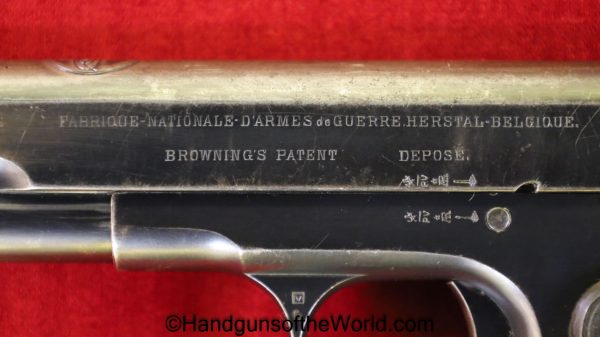 FABRIQUE-NATIONALE-D'ARMES de GUERRE.HERSTAL-BELGIQUE.
BROWNING'S PATENT DEPOSE.
©HandgunsoftheWorld.com